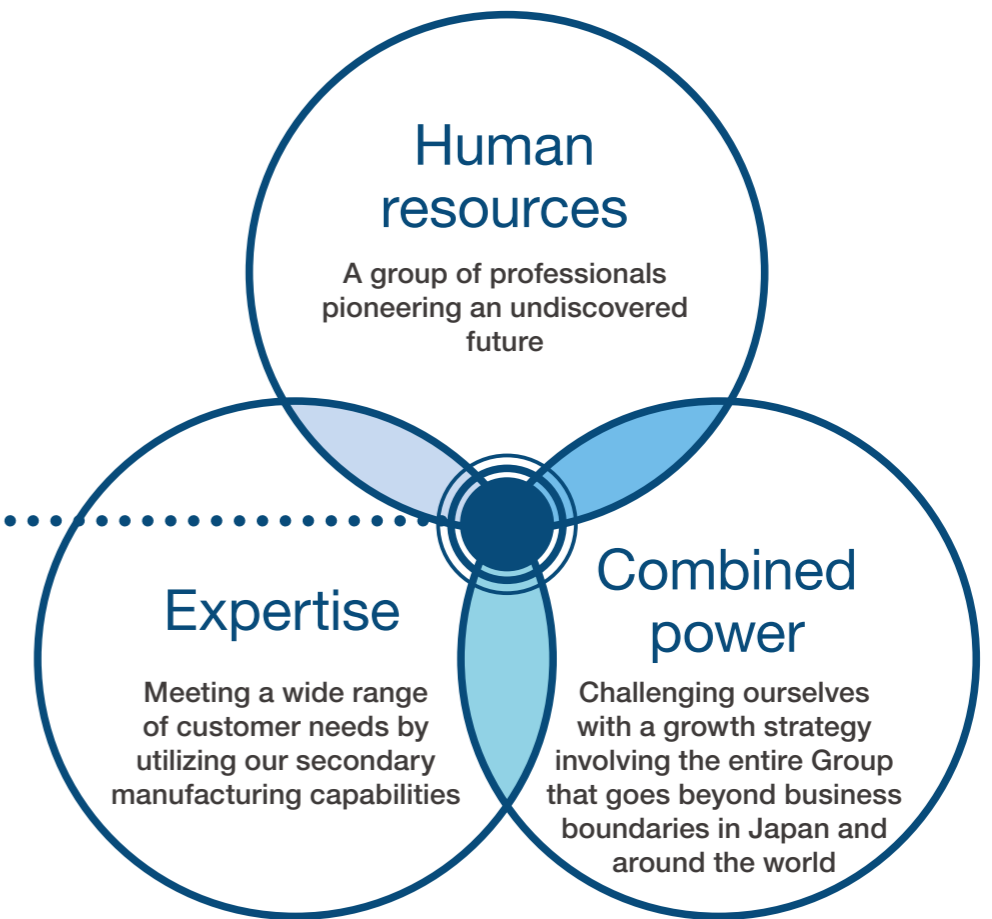 Human
resources
A group of professionals
pioneering an undiscovered
future
Expertise
Meeting a wide range
of customer needs by
utilizing our secondary
manufacturing capabilities
Combined
power
Challenging ourselves
with a growth strategy
involving the entire Group
that goes beyond business
boundaries in Japan and
around the world